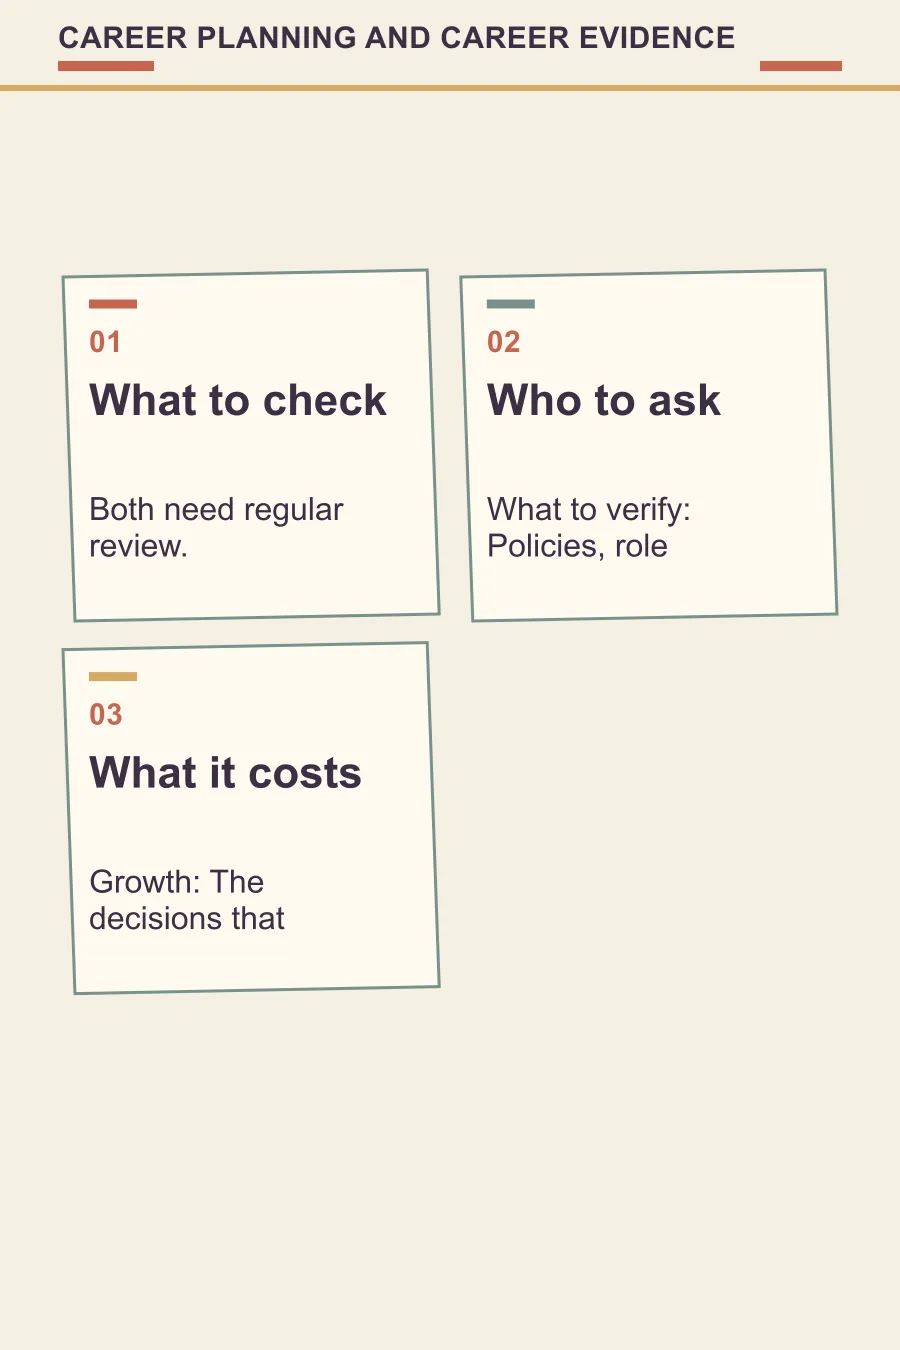 CAREER PLANNING AND CAREER EVIDENCE
01
What to check
Both need regular
review.
02
Who to ask
What to verify:
Policies, role
03
What it costs
Growth: The
decisions that